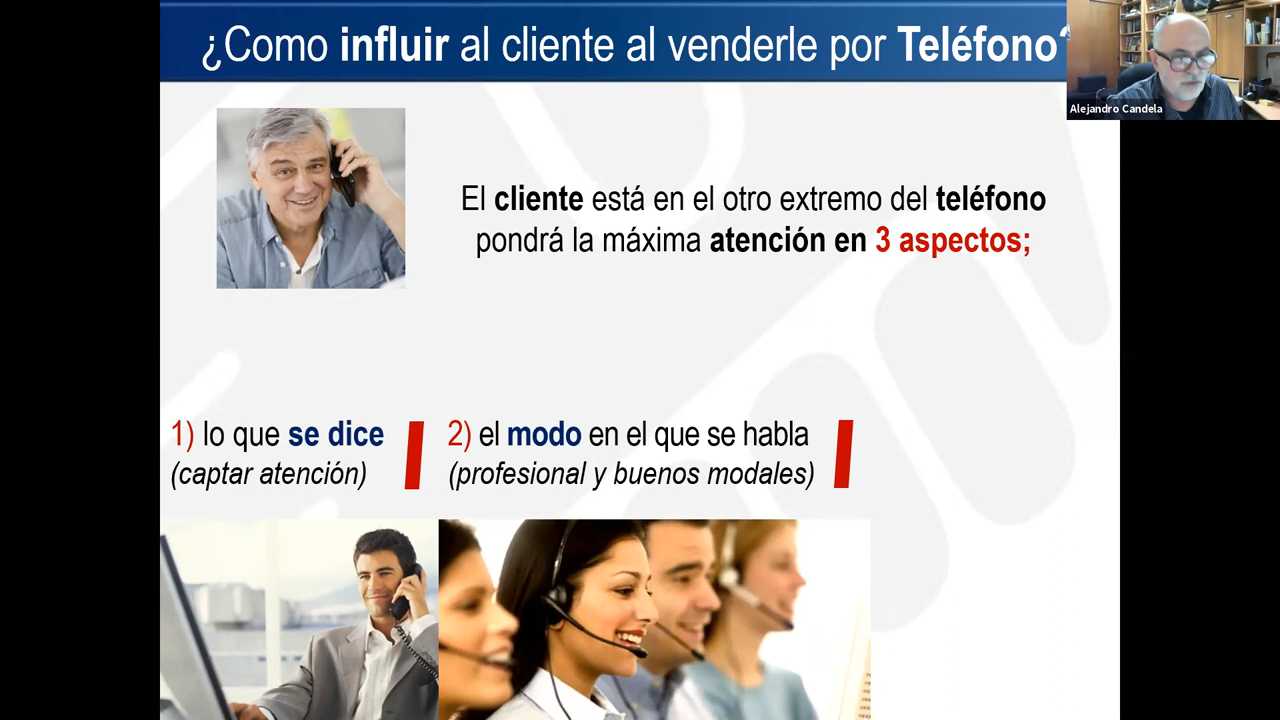 ¿Como influir al cliente al venderle por Teléfono?
Alejandro Candela
El cliente está en el otro extremo del teléfono
pondrá la máxima atención en 3 aspectos;
1) lo que se dice
(captar atención)
2) el modo en el que se habla
(profesional y buenos modales)